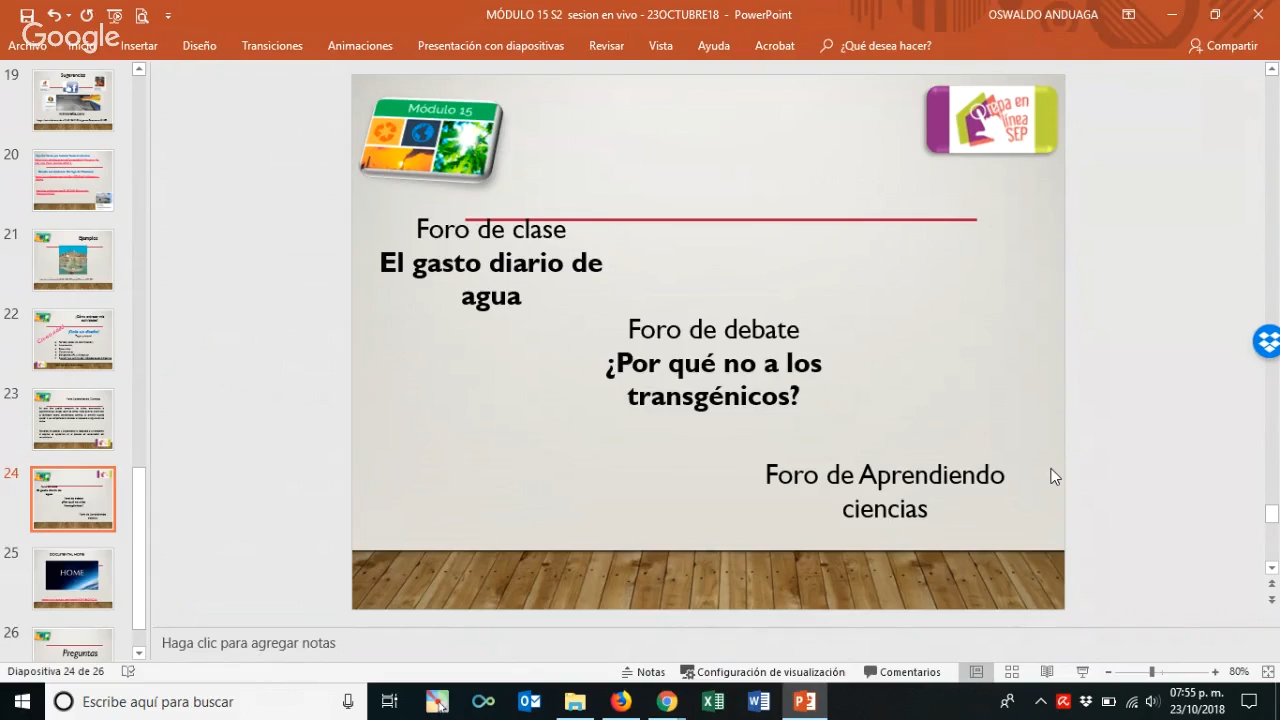 MÓDULO 15 S2 sesion en vivo - 23OCTUBRE18 - PowerPoint
OSWALDO ANDUAGA
Google
Archivo Inicio Insertar Diseño Transiciones Animaciones Presentación con diapositivas Revisar Vista Ayuda Acrobat ¿Qué desea hacer? Compartir
19
Sugerencias
20
21
Ejemplos
22
23
24
25
DOCUMENTAL HOME
HOME
26
Preguntas
Módulo 15
Prepa en
línea
SEP
Foro de clase
El gasto diario de
agua
Foro de debate
¿Por qué no a los
transgénicos?
Foro de Aprendiendo
ciencias
Haga clic para agregar notas
Diapositiva 24 de 26
Notas Configuración de visualización Comentarios 80%
Escribe aquí para buscar
07:55 p. m.
23/10/2018